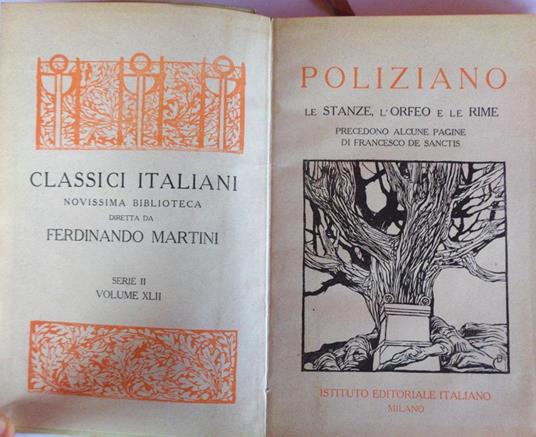 CLASSICI ITALIANI
NOVISSIMA BIBLIOTECA
DIRETTA DA
FERDINANDO MARTINI
SERIE II
VOLUME XLII
POLIZIANO
LE STANZE, L'ORFEO E LE RIME
PRECEDONO ALCUNE PAGINE
DI FRANCESCO DE SANCTIS
ISTITUTO EDITORIALE ITALIANO
MILANO